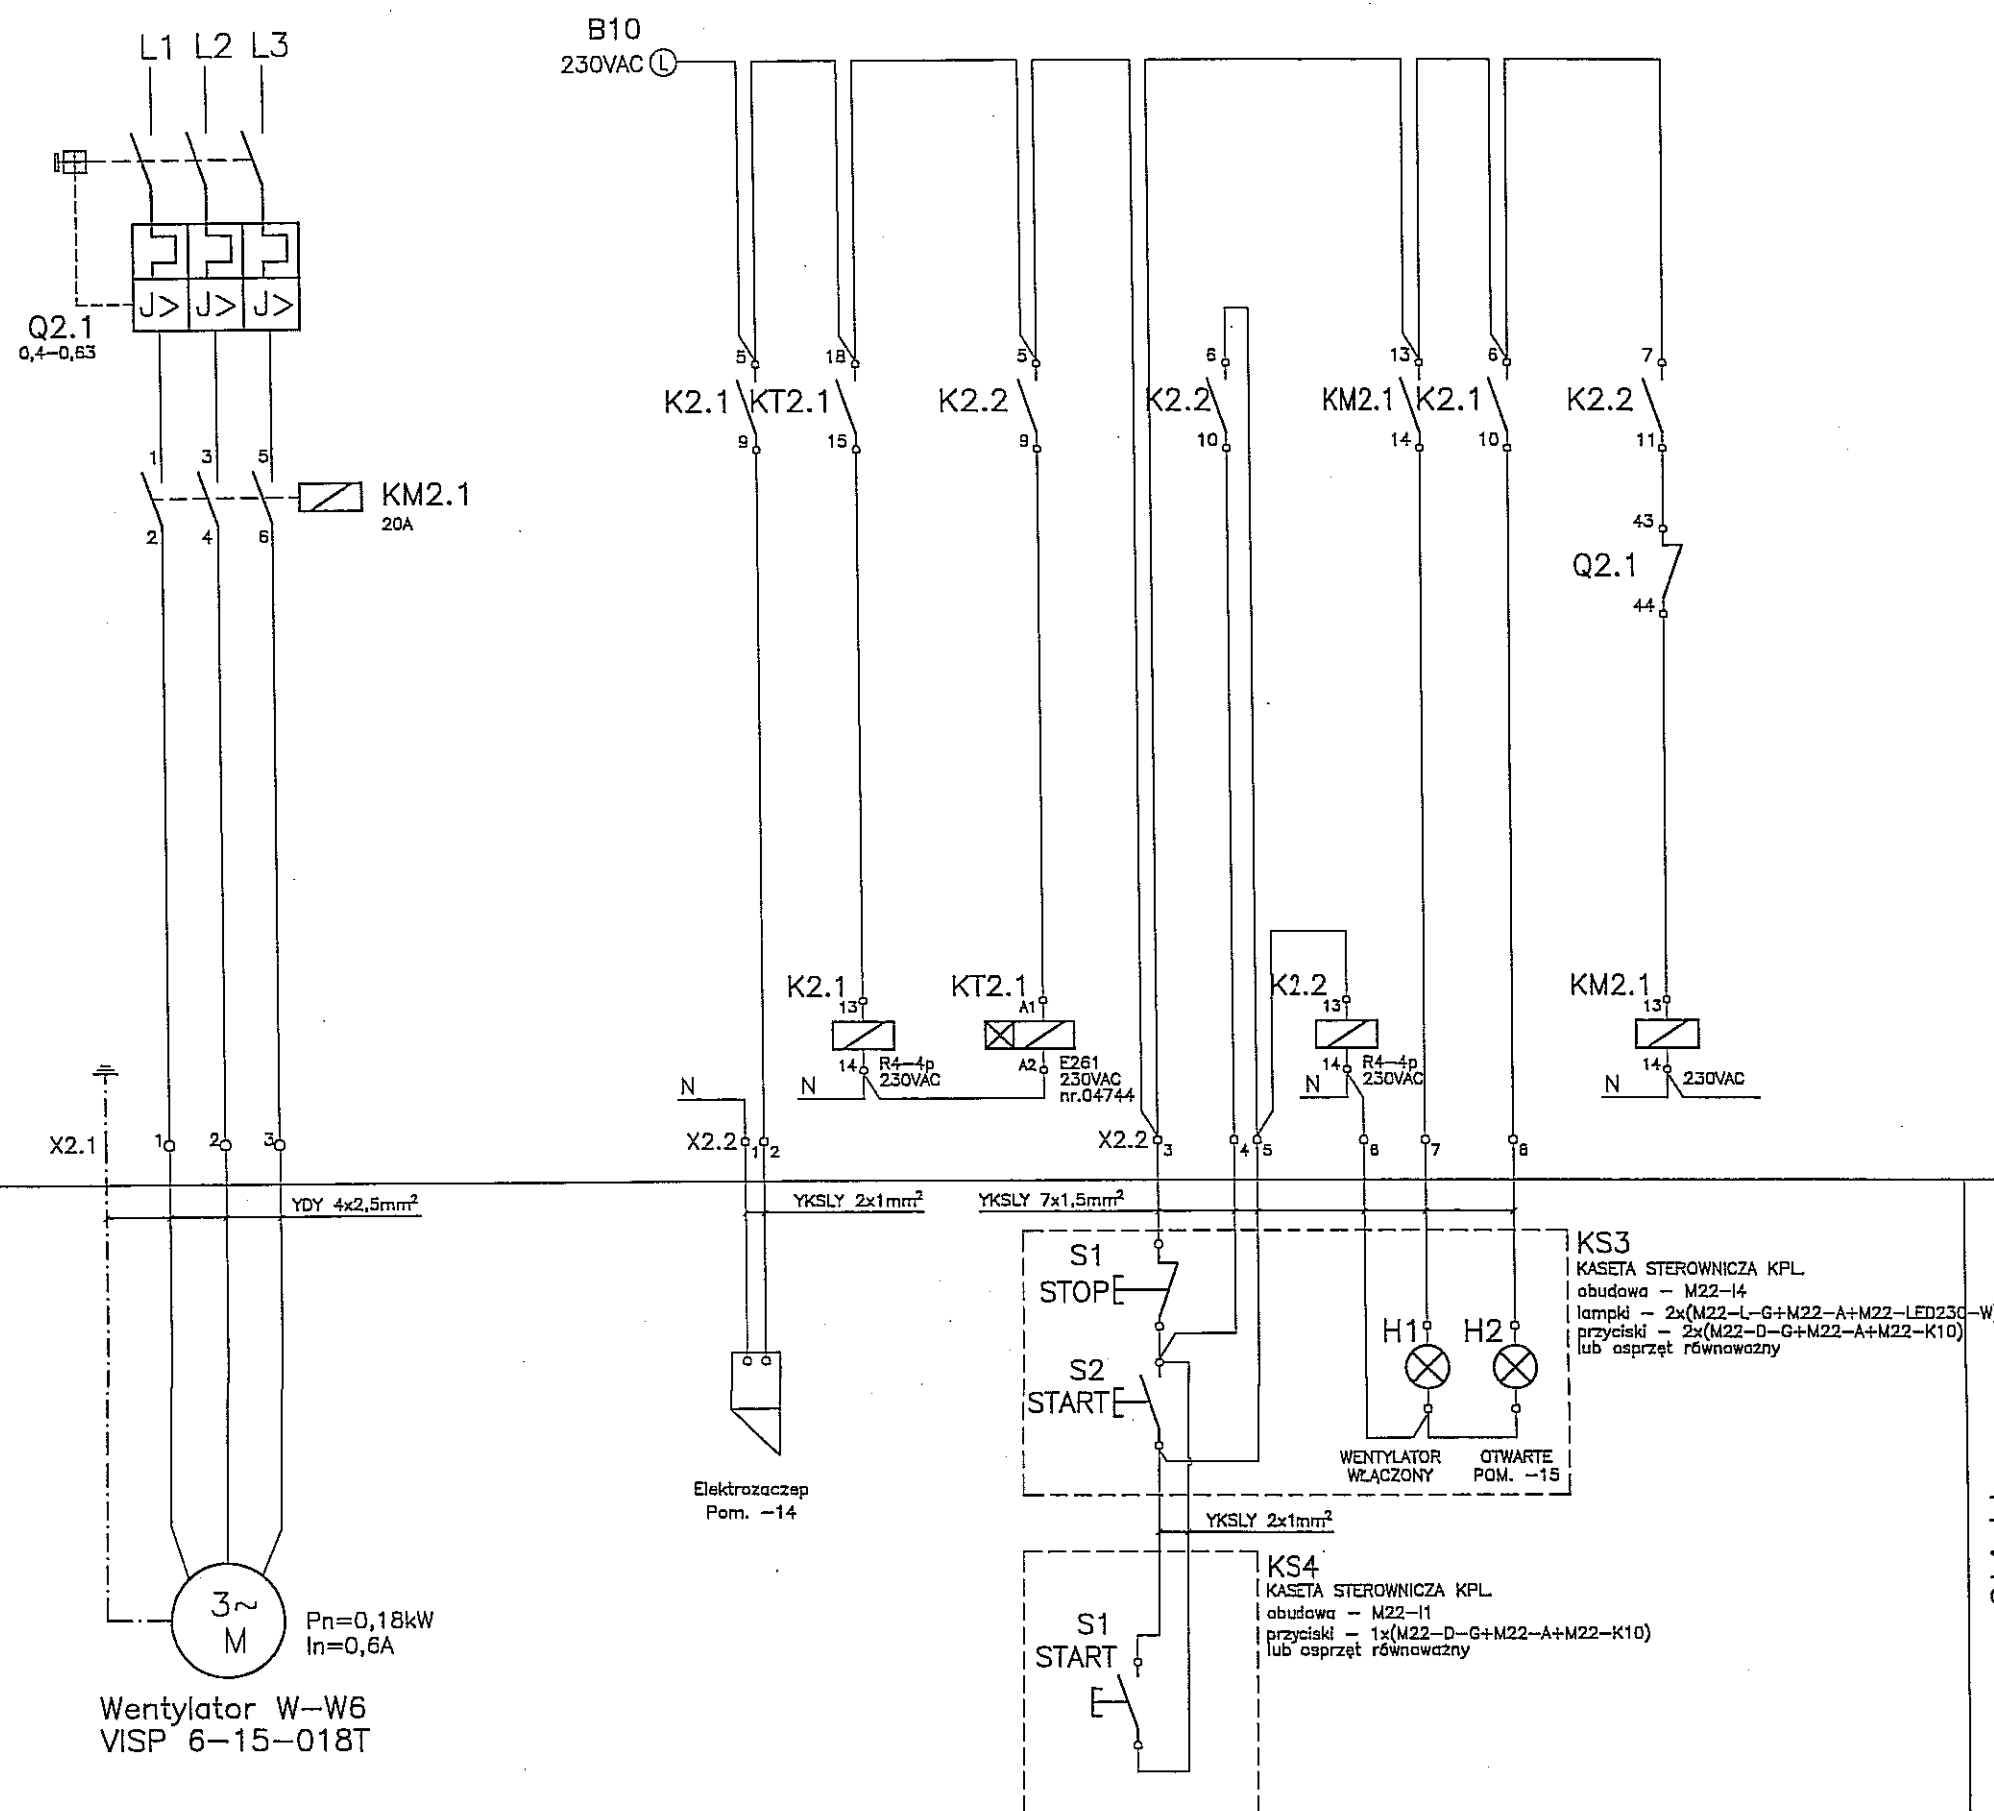 L1 L2 L3
B10
230VAC L
J> J> J>
Q2.1
0,4-0,63
1 3 5
KM2.1
20A
2 4 6
5 18 5 6 13 6 7
K2.1 KT2.1 K2.2 K2.2 KM2.1 K2.1 K2.2
9 15 9 10 14 10 11
43
Q2.1
44
K2.1 KT2.1 K2.2 KM2.1
13 A1 13 13
14 R4-4p
230VAC
A2 E261
230VAC
nr.04744
14 R4-4p
230VAC
14 230VAC
N N N N
X2.1 1 2 3
X2.2 1 2
X2.2 3 4 5 6 7 8
YDY 4x2,5mm²
YKSLY 2x1mm²
YKSLY 7x1,5mm²
KS3
KASETA STEROWNICZA KPL.
obudowa - M22-I4
lampki - 2x(M22-L-G+M22-A+M22-LED230-W)
przyciski - 2x(M22-D-G+M22-A+M22-K10)
lub osprzęt równoważny
S1
STOP
H1 H2
S2
START
WENTYLATOR
WŁĄCZONY
OTWARTE
POM. -15
Elektrozaczep
Pom. -14
YKSLY 2x1mm²
KS4
KASETA STEROWNICZA KPL.
obudowa - M22-I1
przyciski - 1x(M22-D-G+M22-A+M22-K10)
lub osprzęt równoważny
S1
START
3~
M
Pn=0,18kW
In=0,6A
Wentylator W-W6
VISP 6-15-018T